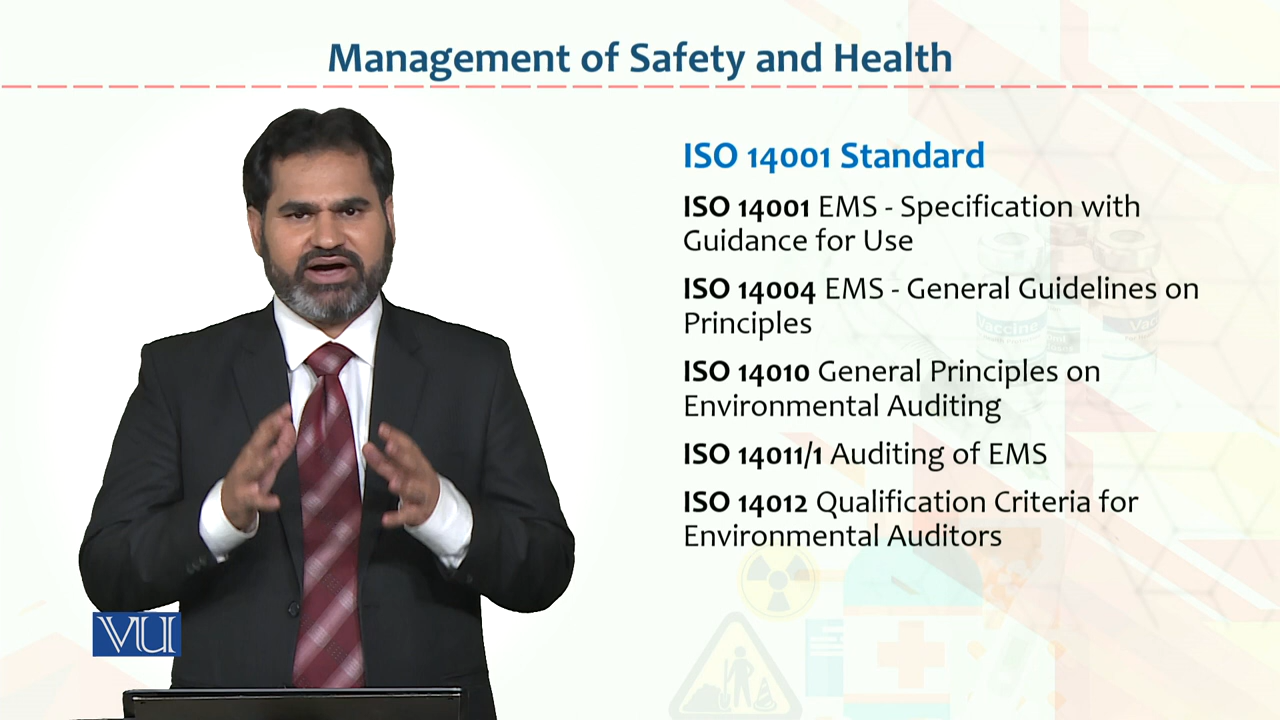 Management of Safety and Health
ISO 14001 Standard
ISO 14001 EMS - Specification with
Guidance for Use
ISO 14004 EMS - General Guidelines on
Principles
ISO 14010 General Principles on
Environmental Auditing
ISO 14011/1 Auditing of EMS
ISO 14012 Qualification Criteria for
Environmental Auditors
Vaccine
VU